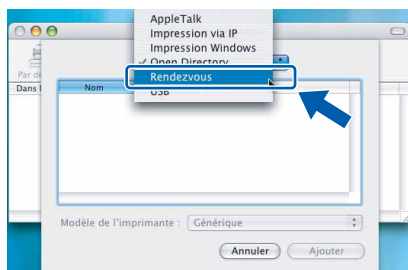 AppleTalk
Impression via IP
Impression Windows
✓ Open Directory
Rendezvous
USB
Par dé
Dans l
Nom
Modèle de l'imprimante : Générique
Annuler
Ajouter